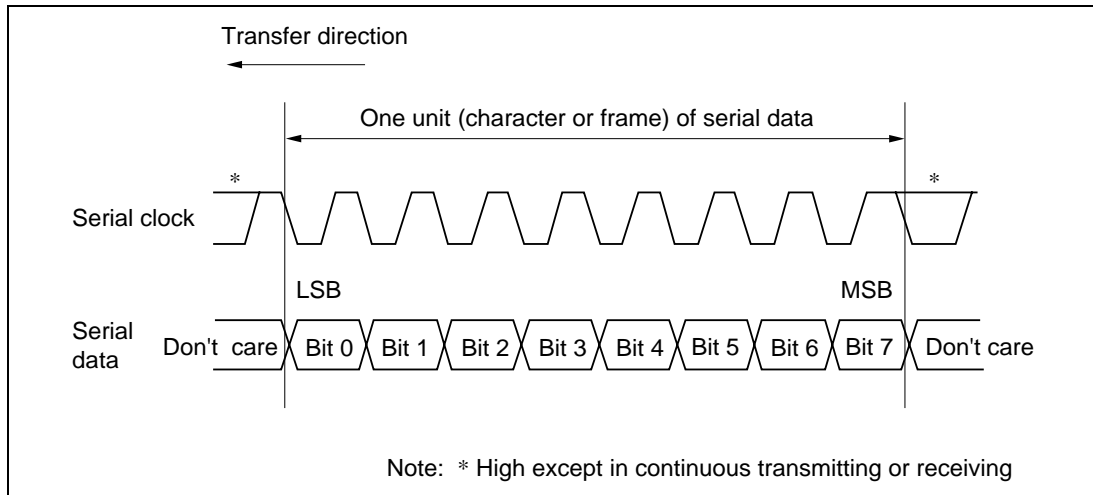 Transfer direction
One unit (character or frame) of serial data
* *
Serial clock
LSB MSB
Serial
data
Don't care Bit 0 Bit 1 Bit 2 Bit 3 Bit 4 Bit 5 Bit 6 Bit 7 Don't care
Note: * High except in continuous transmitting or receiving